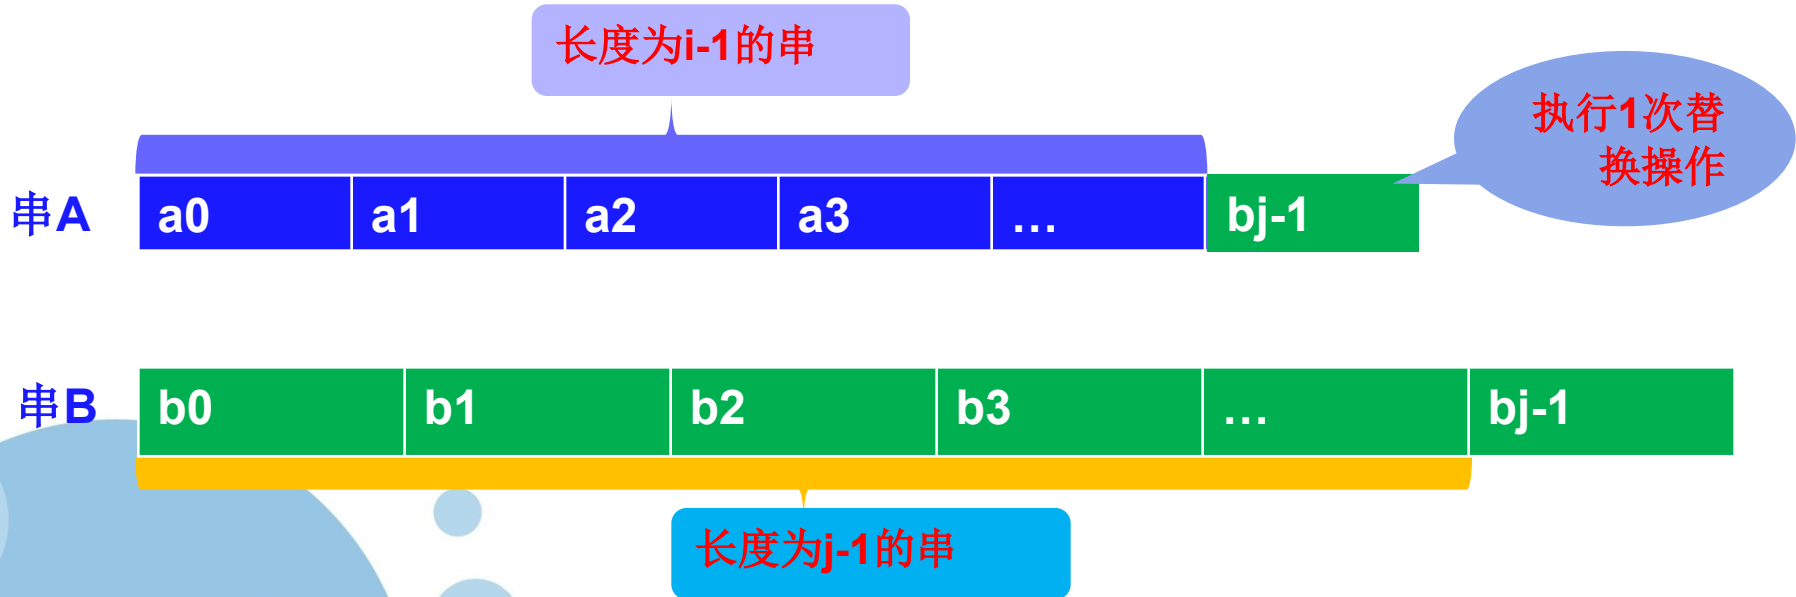 长度为i-1的串
执行1次替
换操作
串A a0 a1 a2 a3 … bj-1
串B b0 b1 b2 b3 … bj-1
长度为j-1的串